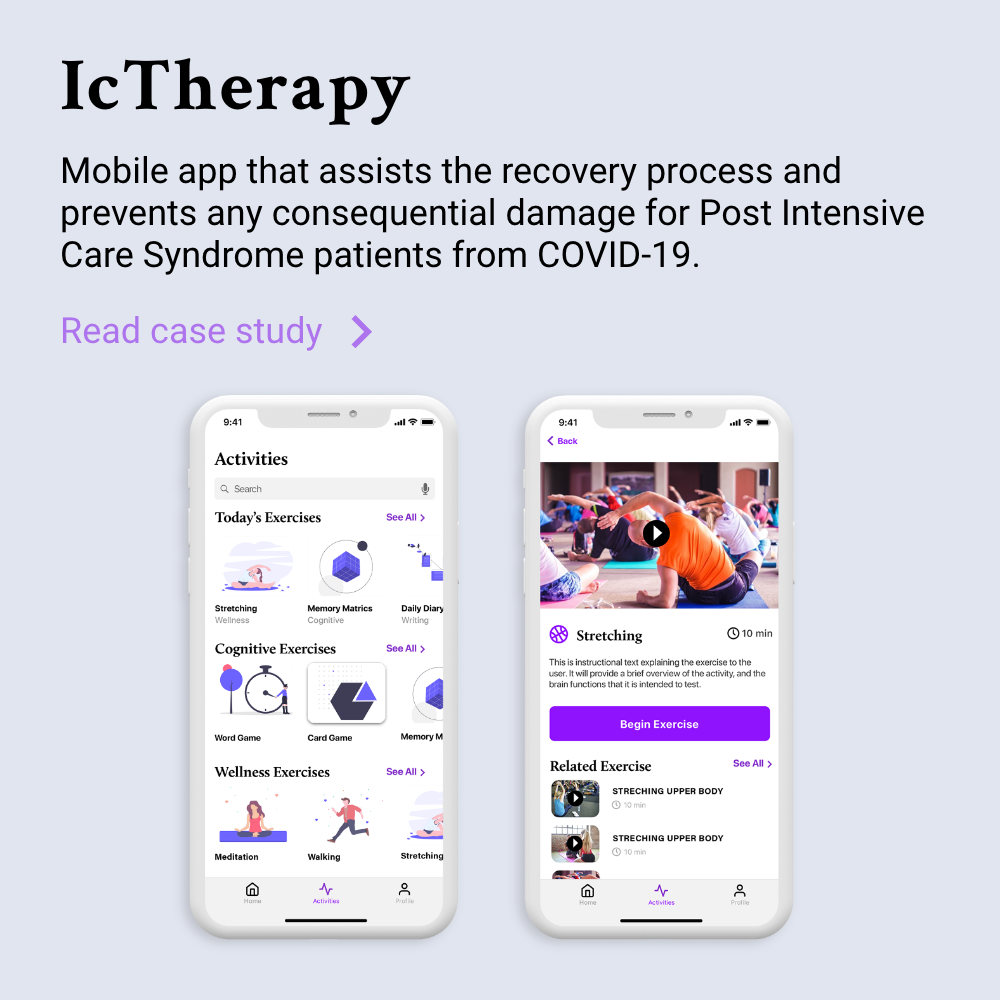 IcTherapy
Mobile app that assists the recovery process and
prevents any consequential damage for Post Intensive
Care Syndrome patients from COVID-19.
Read case study
9:41
Activities
Search
Today's Exercises
See All
Stretching
Wellness
Memory Matrics
Cognitive
Daily Diary
Writing
Cognitive Exercises
See All
Word Game
Card Game
Memory M
Wellness Exercises
See All
Meditation
Walking
Stretching
Home
Activities
Profile
9:41
Back
Stretching
10 min
This is instructional text explaining the exercise to the
user. It will provide a brief overview of the activity, and the
brain functions that it is intended to test.
Begin Exercise
Related Exercise
See All
STRECHING UPPER BODY
10 min
STRECHING UPPER BODY
10 min
Home
Activities
Profile